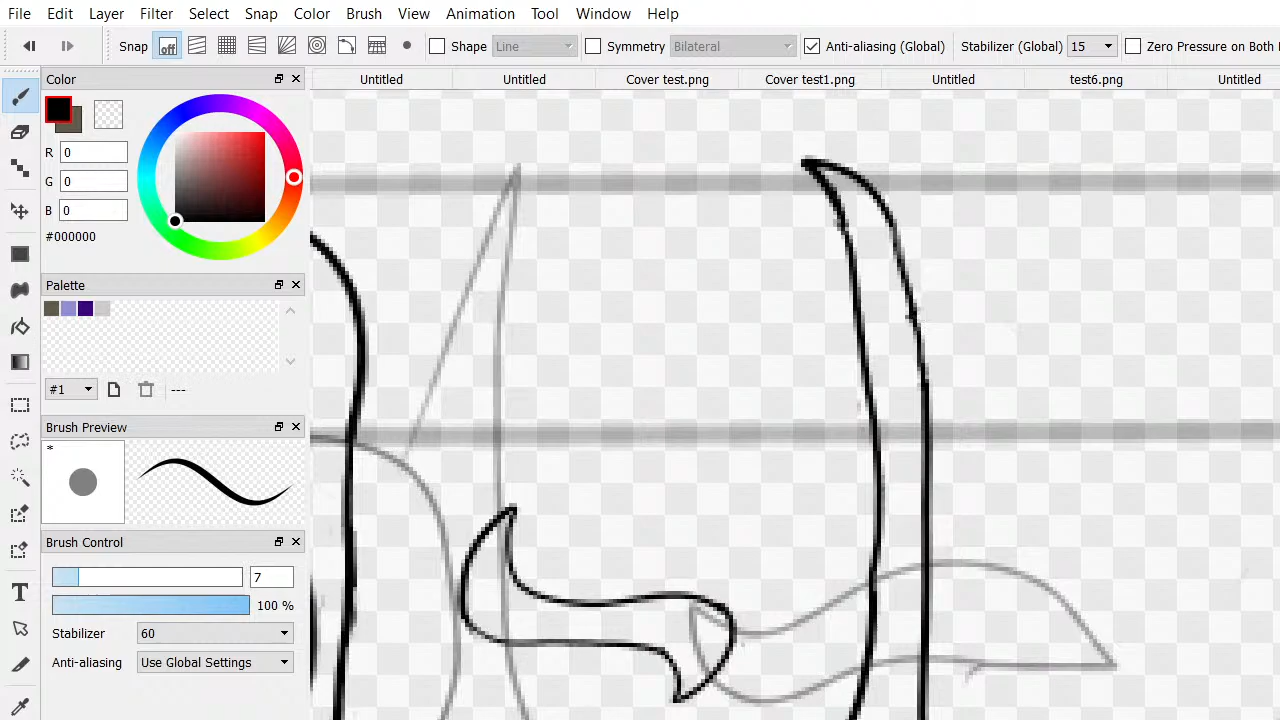 File Edit Layer Filter Select Snap Color Brush View Animation Tool Window Help
Snap off Shape Line Symmetry Bilateral Anti-aliasing (Global) Stabilizer (Global) 15 Zero Pressure on Both
Color
Untitled Untitled Cover test.png Cover test1.png Untitled test6.png Untitled
R 0
G 0
B 0
#000000
Palette
#1 ---
Brush Preview
*
Brush Control
7
100 %
Stabilizer 60
Anti-aliasing Use Global Settings
T